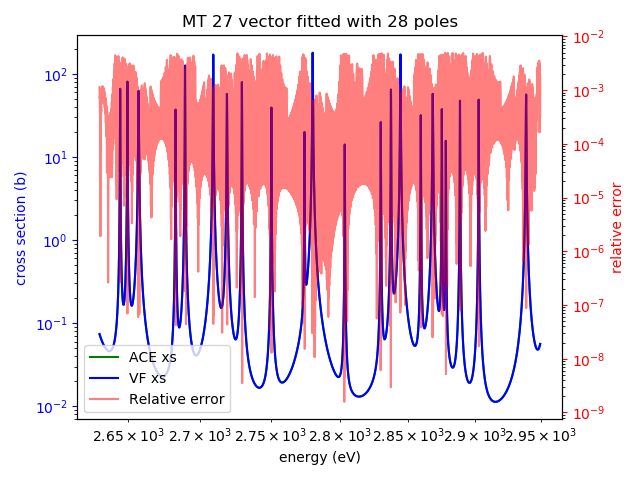 MT 27 vector fitted with 28 poles
10²
10¹
10⁰
10⁻¹
10⁻²
cross section (b)
10⁻²
10⁻³
10⁻⁴
10⁻⁵
10⁻⁶
10⁻⁷
10⁻⁸
10⁻⁹
relative error
ACE xs
VF xs
Relative error
2.65 × 10³ 2.7 × 10³ 2.75 × 10³ 2.8 × 10³ 2.85 × 10³ 2.9 × 10³ 2.95 × 10³
energy (eV)